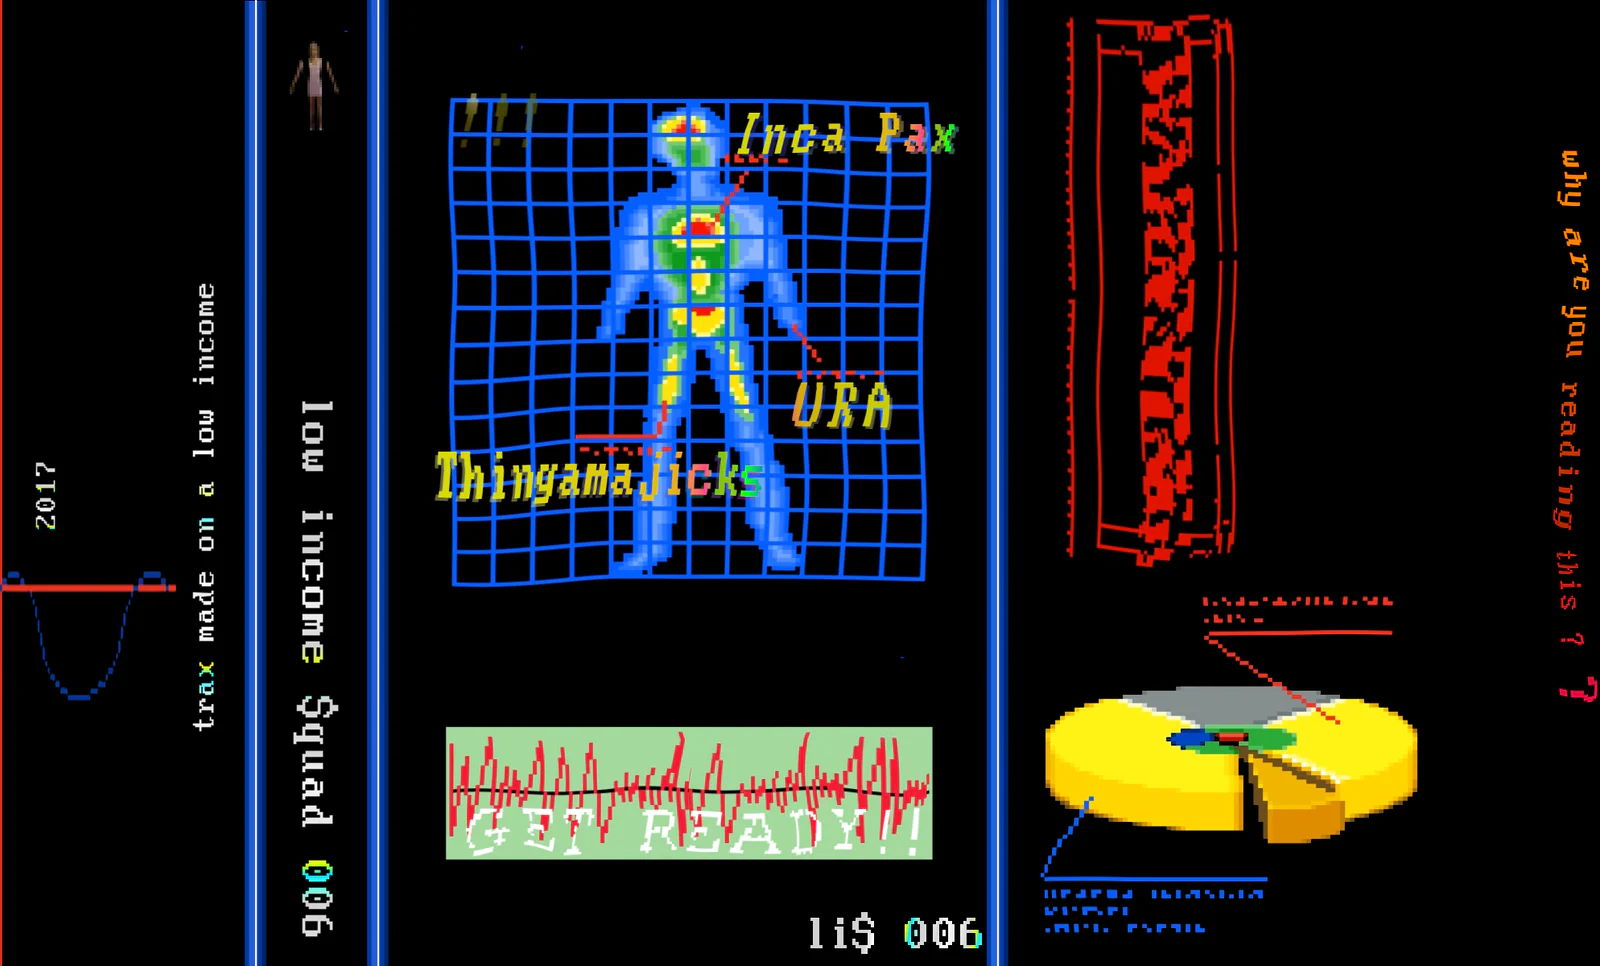 2017
trax made on a low income
low income $quad 006
Inca Pax
URA
Thingamajicks
GET READY!!
li$ 006
why are you reading this ? ?